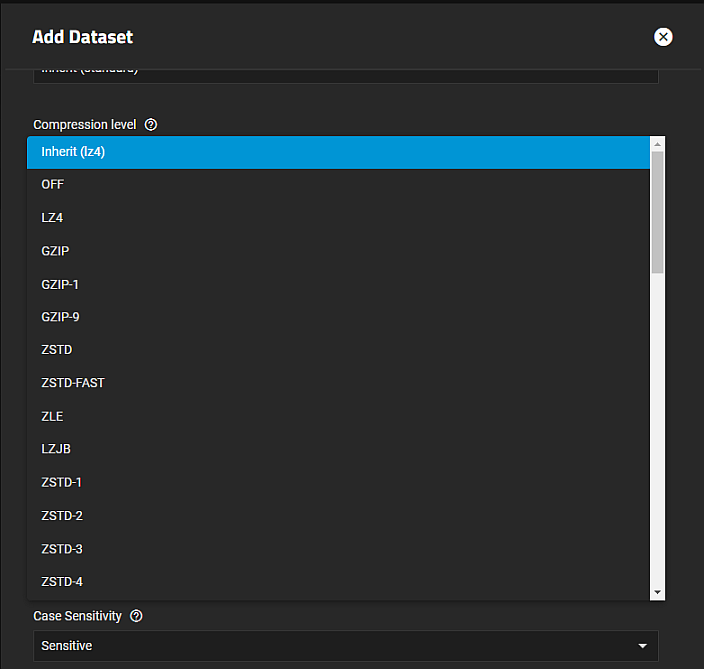 Add Dataset
Inherit (standard)
Compression level
Inherit (lz4)
OFF
LZ4
GZIP
GZIP-1
GZIP-9
ZSTD
ZSTD-FAST
ZLE
LZJB
ZSTD-1
ZSTD-2
ZSTD-3
ZSTD-4
Case Sensitivity
Sensitive